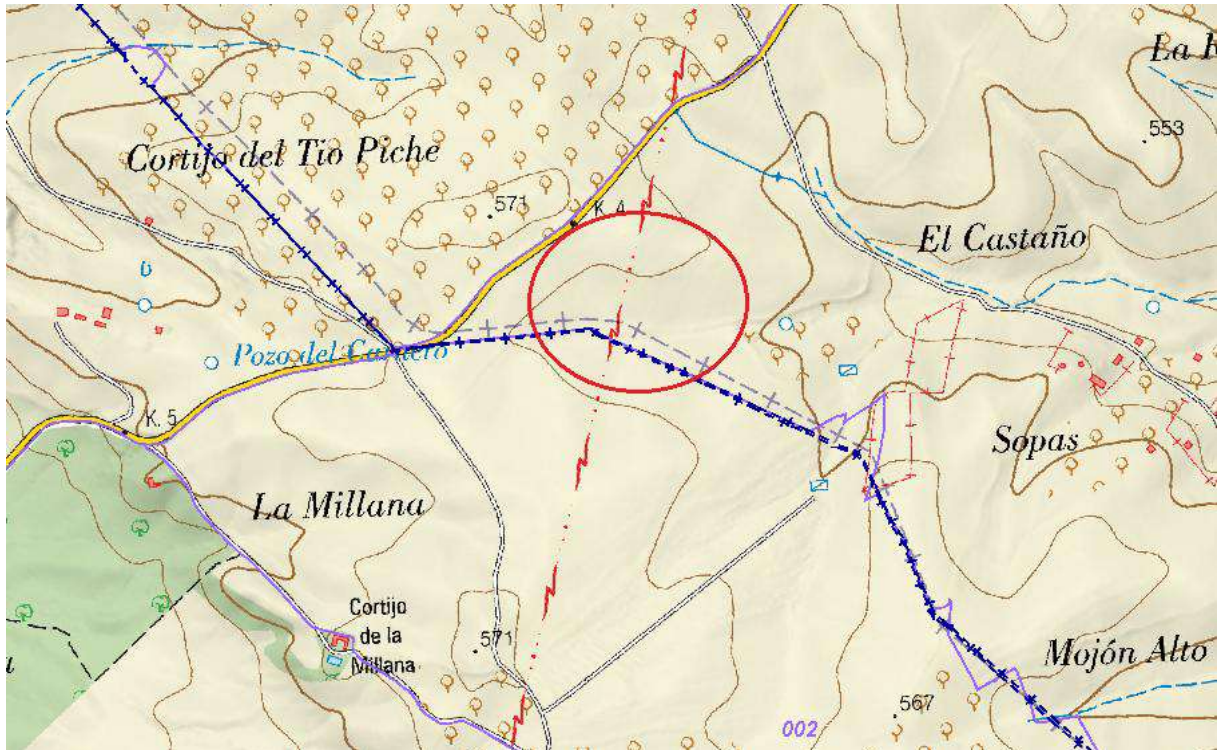 La
553
Cortijo del Tío Piche
571
K. 4
El Castaño
Pozo del Carnero
K. 5
Sopas
La Millana
Cortijo
de la
Millana
571
Mojón Alto
567
002